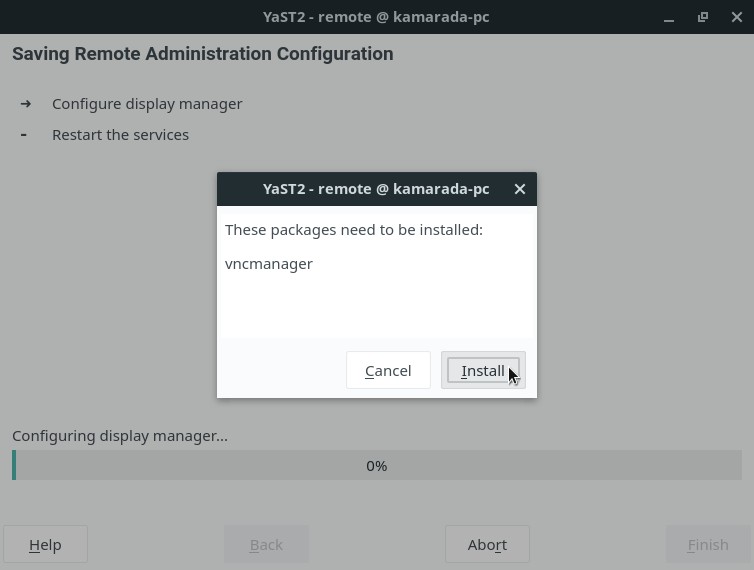 YaST2 - remote @ kamarada-pc
Saving Remote Administration Configuration
Configure display manager
- Restart the services
YaST2 - remote @ kamarada-pc
These packages need to be installed:
vncmanager
Cancel
Install
Configuring display manager...
0%
Help
Back
Abort
Finish